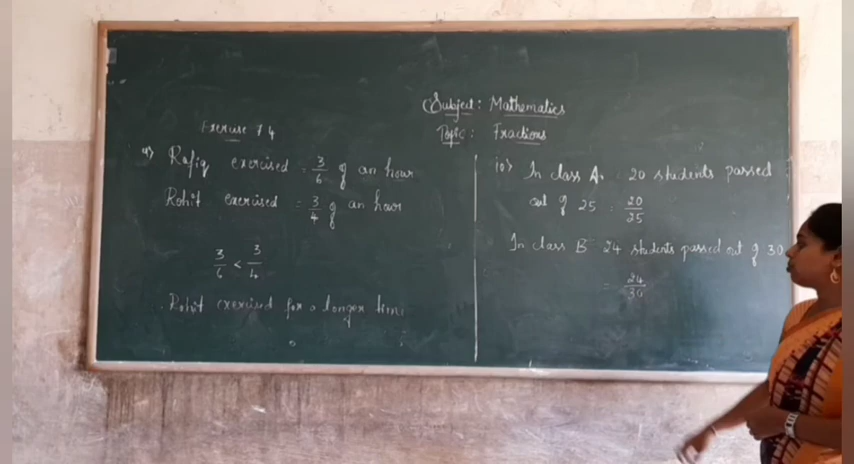 Subject: Mathematics
Topic: Fractions
Exercise 7.4
9) Rafiq exercised = 3/6 of an hour
Rohit exercised = 3/4 of an hour
3/6 < 3/4
Rohit exercised for a longer time
10) In class A, 20 students passed
out of 25 = 20/25
In class B 24 students passed out of 30
= 24/30